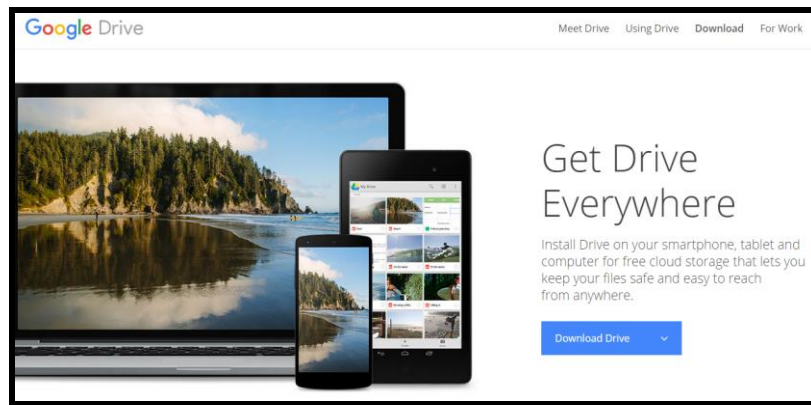 Google Drive
Meet Drive Using Drive Download For Work
Get Drive
Everywhere
Install Drive on your smartphone, tablet and
computer for free cloud storage that lets you
keep your files safe and easy to reach
from anywhere.
Download Drive
My Drive